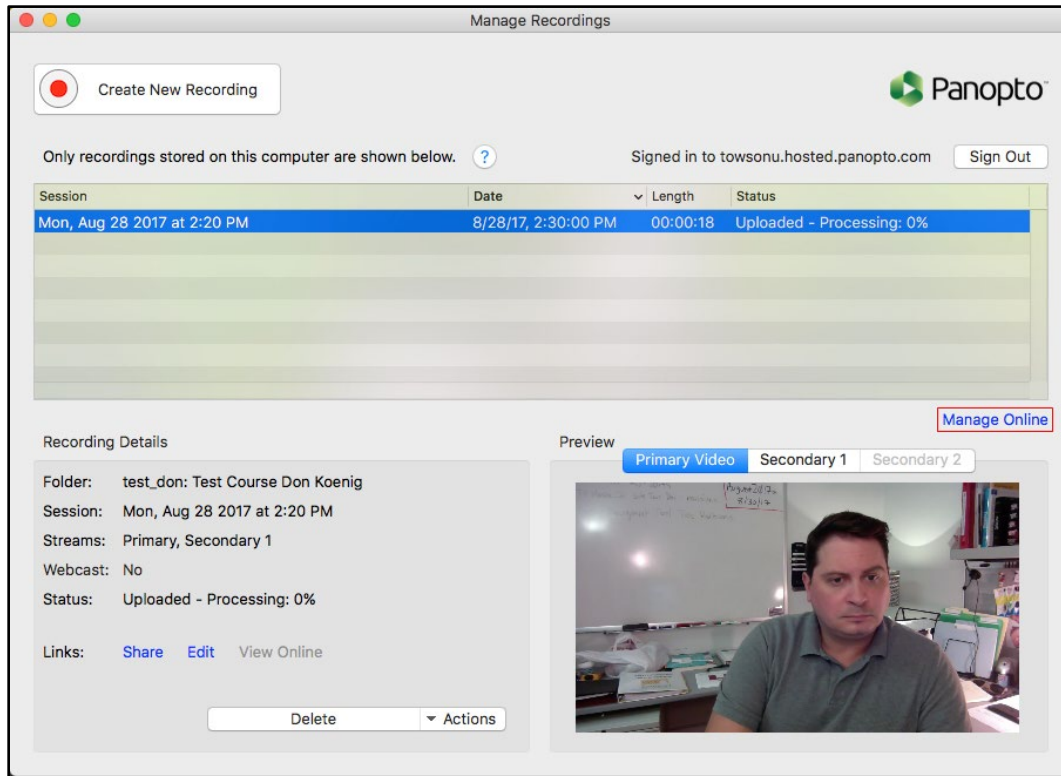 Manage Recordings
Create New Recording
Panopto
Only recordings stored on this computer are shown below. ?
Signed in to towsonu.hosted.panopto.com Sign Out
Session Date Length Status
Mon, Aug 28 2017 at 2:20 PM 8/28/17, 2:30:00 PM 00:00:18 Uploaded - Processing: 0%
Manage Online
Recording Details
Folder: test_don: Test Course Don Koenig
Session: Mon, Aug 28 2017 at 2:20 PM
Streams: Primary, Secondary 1
Webcast: No
Status: Uploaded - Processing: 0%
Links: Share Edit View Online
Delete Actions
Preview
Primary Video Secondary 1 Secondary 2